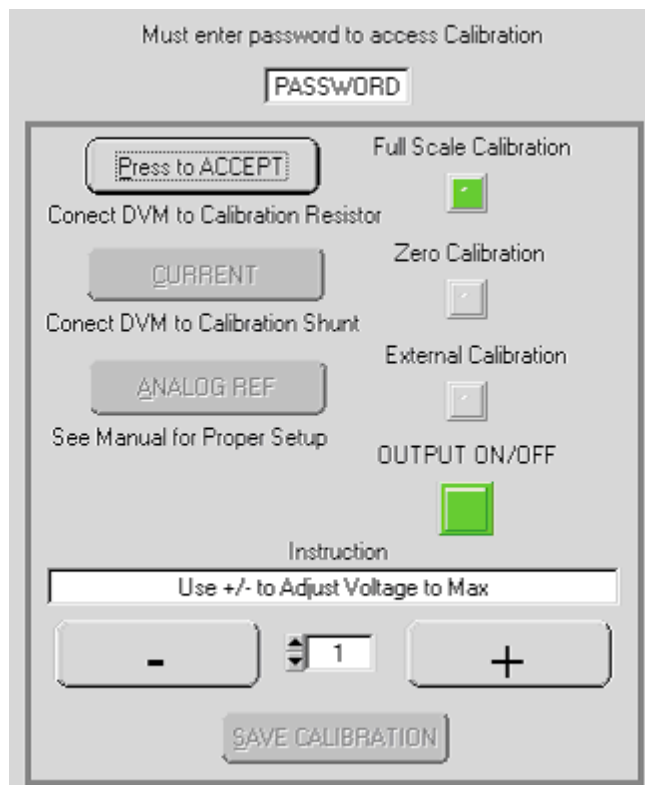 Must enter password to access Calibration
PASSWORD
Press to ACCEPT
Full Scale Calibration
Conect DVM to Calibration Resistor
Zero Calibration
CURRENT
Conect DVM to Calibration Shunt
External Calibration
ANALOG REF
See Manual for Proper Setup
OUTPUT ON/OFF
Instruction
Use +/- to Adjust Voltage to Max
- 1 +
SAVE CALIBRATION